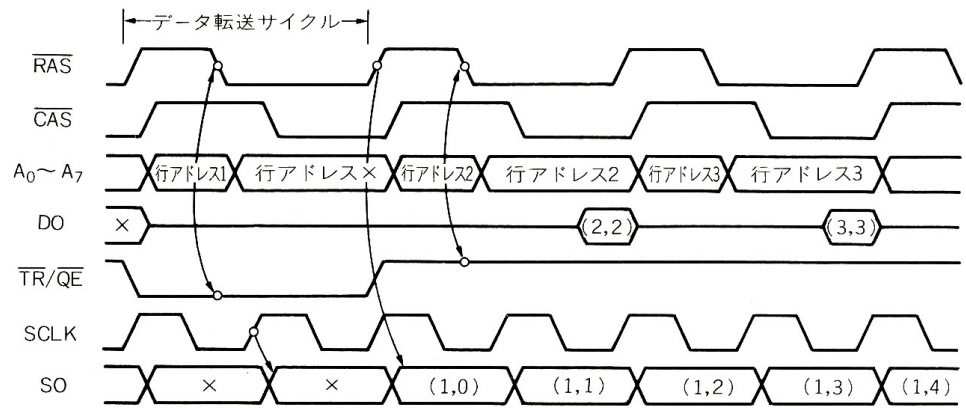 データ転送サイクル
RAS
CAS
A₀～A₇ 行アドレス1 行アドレス× 行アドレス2 行アドレス2 行アドレス3 行アドレス3
DO × (2,2) (3,3)
TR/QE
SCLK
SO × × (1,0) (1,1) (1,2) (1,3) (1,4)